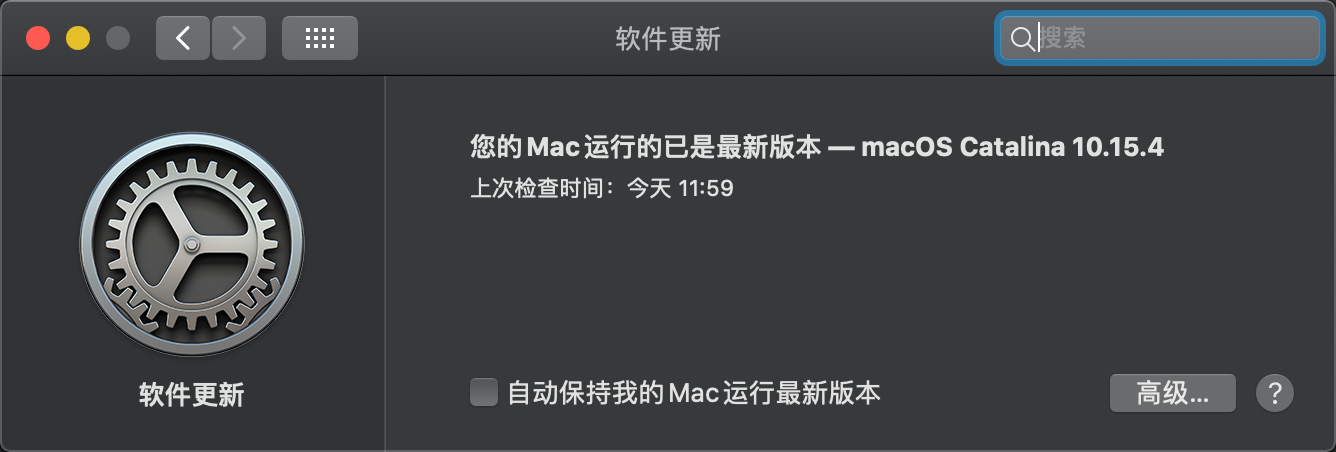 软件更新
搜索
您的Mac运行的已是最新版本 — macOS Catalina 10.15.4
上次检查时间：今天 11:59
软件更新
自动保持我的Mac运行最新版本
高级...
?